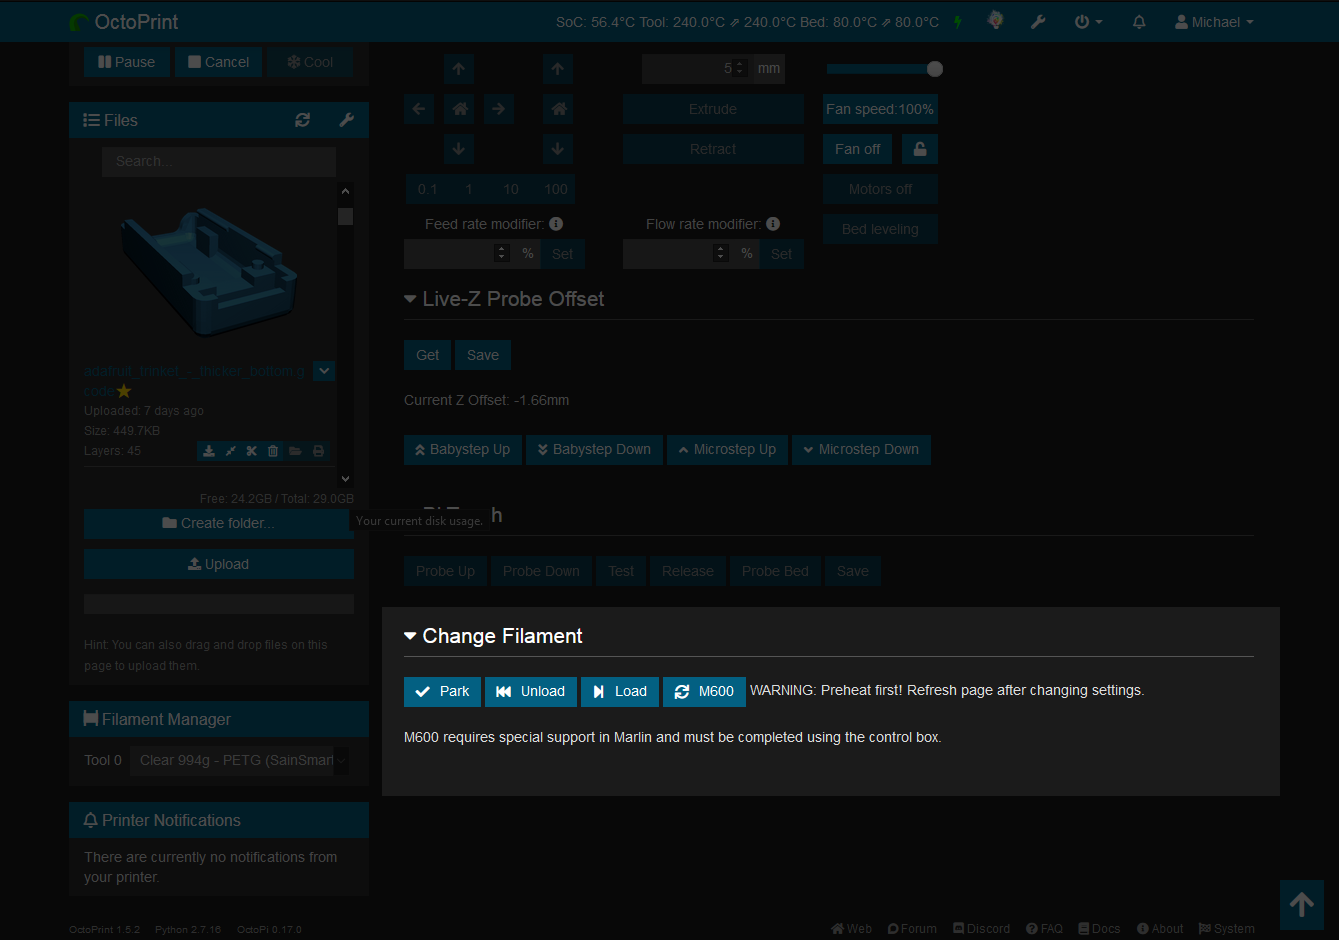 OctoPrint
SoC: 56.4°C Tool: 240.0°C ⇗ 240.0°C Bed: 80.0°C ⇗ 80.0°C
Michael
Pause
Cancel
Cool
Files
Search...
adafruit_trinket_-_thicker_bottom.g
code
Uploaded: 7 days ago
Size: 449.7KB
Layers: 45
Free: 24.2GB / Total: 29.0GB
Create folder...
Your current disk usage.
Upload
Hint: You can also drag and drop files on this
page to upload them.
Filament Manager
Tool 0
Clear 994g - PETG (SainSmart
Printer Notifications
There are currently no notifications from
your printer.
5 mm
Extrude
Retract
Fan speed:100%
Fan off
Motors off
Bed leveling
0.1 1 10 100
Feed rate modifier:
% Set
Flow rate modifier:
% Set
Live-Z Probe Offset
Get
Save
Current Z Offset: -1.66mm
Babystep Up
Babystep Down
Microstep Up
Microstep Down
Probe Up
Probe Down
Test
Release
Probe Bed
Save
Change Filament
Park
Unload
Load
M600
WARNING: Preheat first! Refresh page after changing settings.
M600 requires special support in Marlin and must be completed using the control box.
OctoPrint 1.5.2 Python 2.7.16 OctoPi 0.17.0
Web Forum Discord FAQ Docs About System